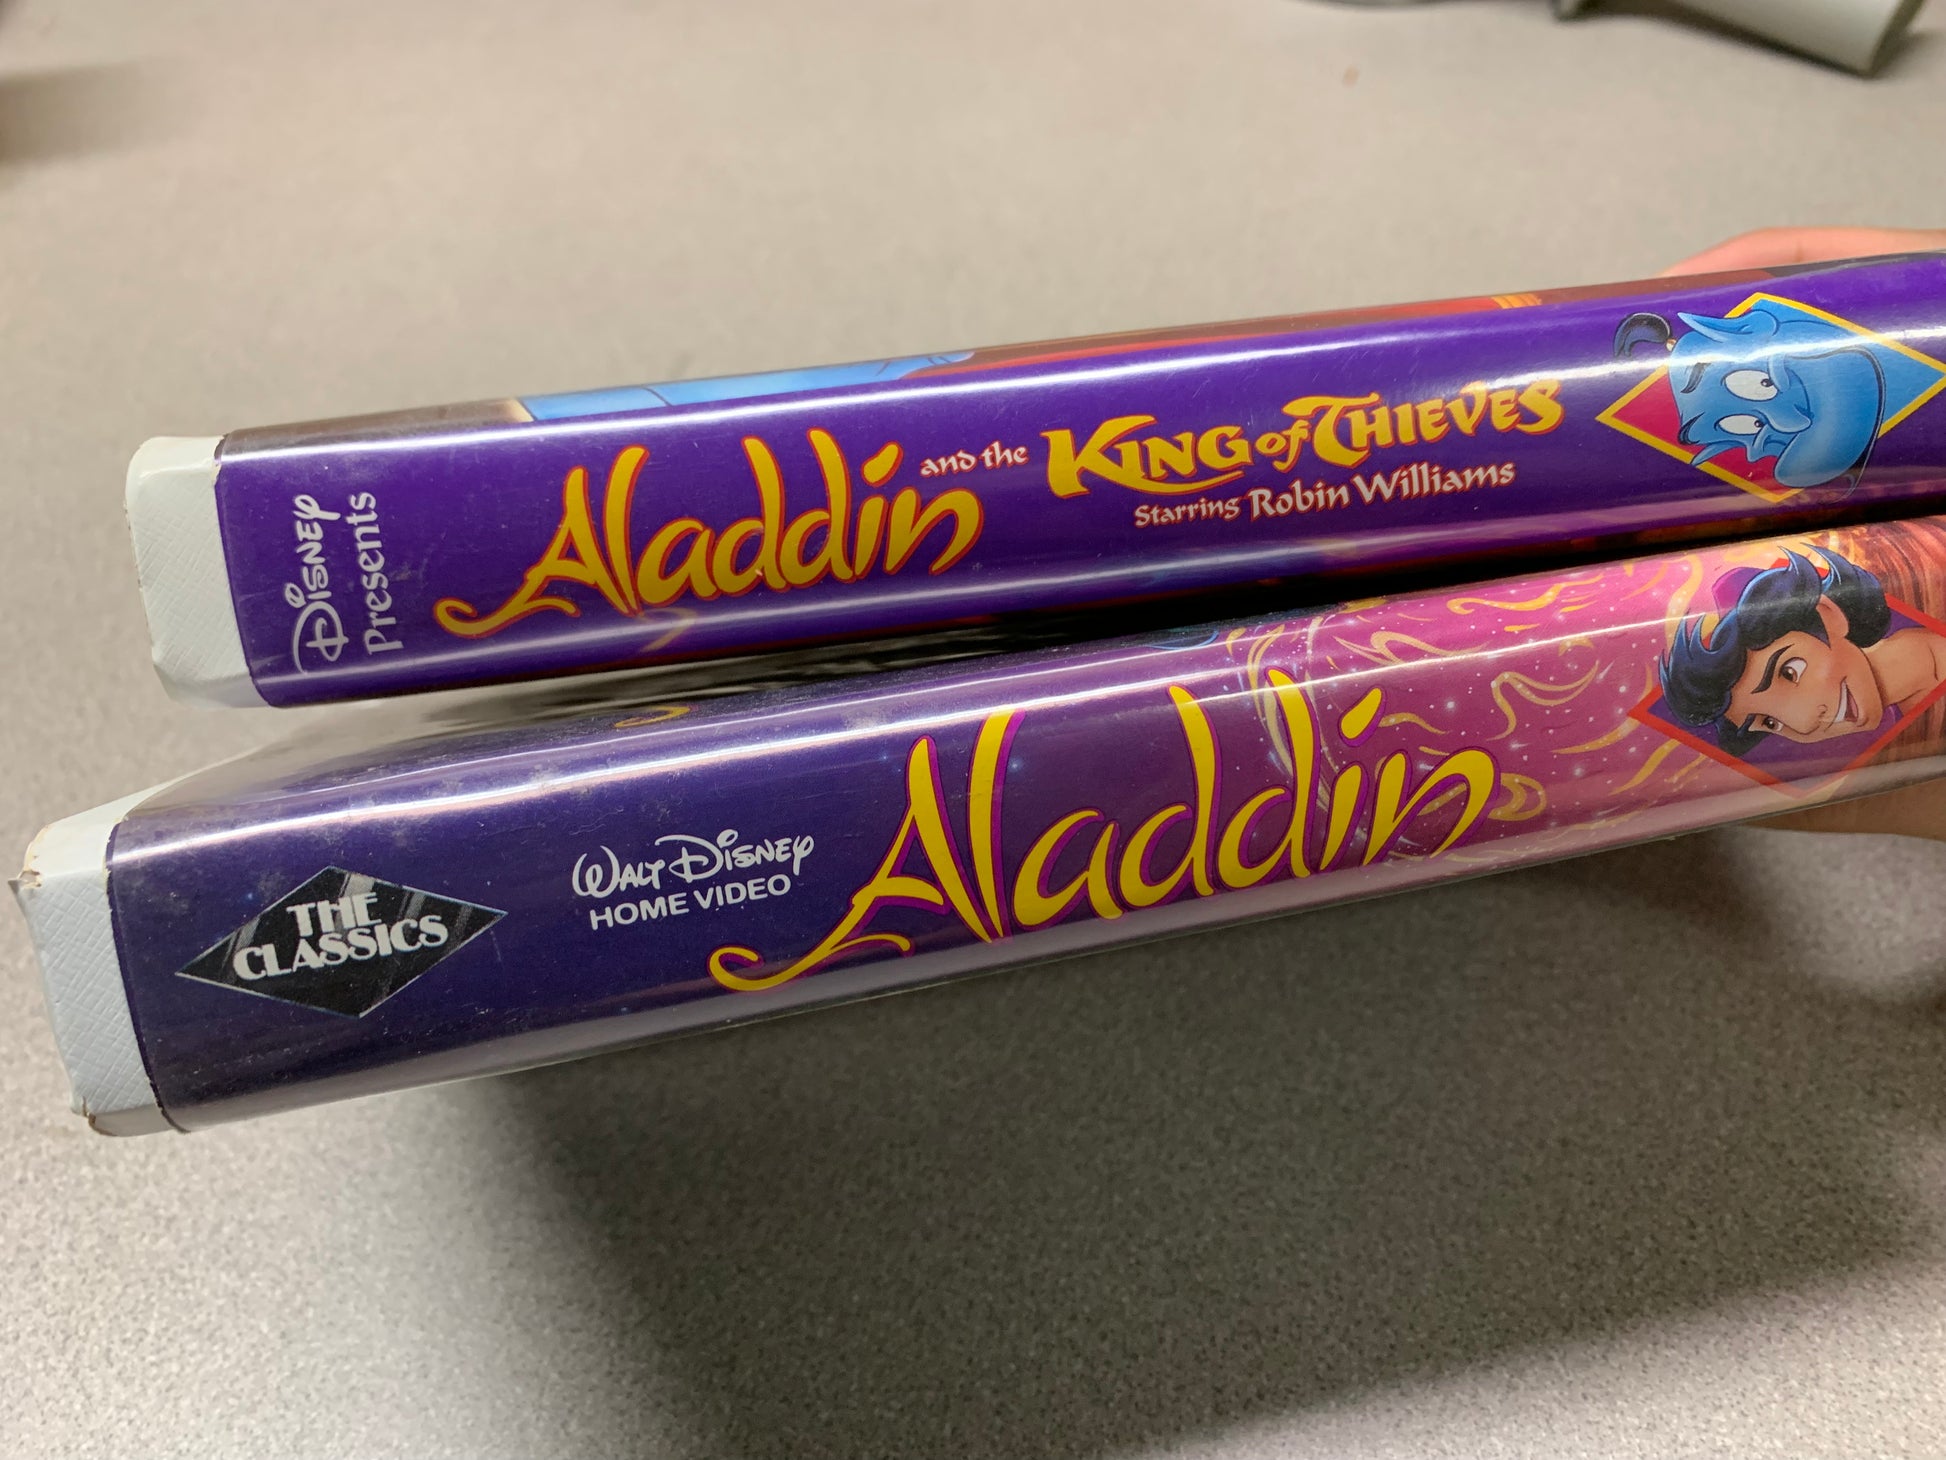 Disney
Presents
Aladdin and the King of Thieves
Starring Robin Williams
THE
CLASSICS
Walt Disney
HOME VIDEO
Aladdin